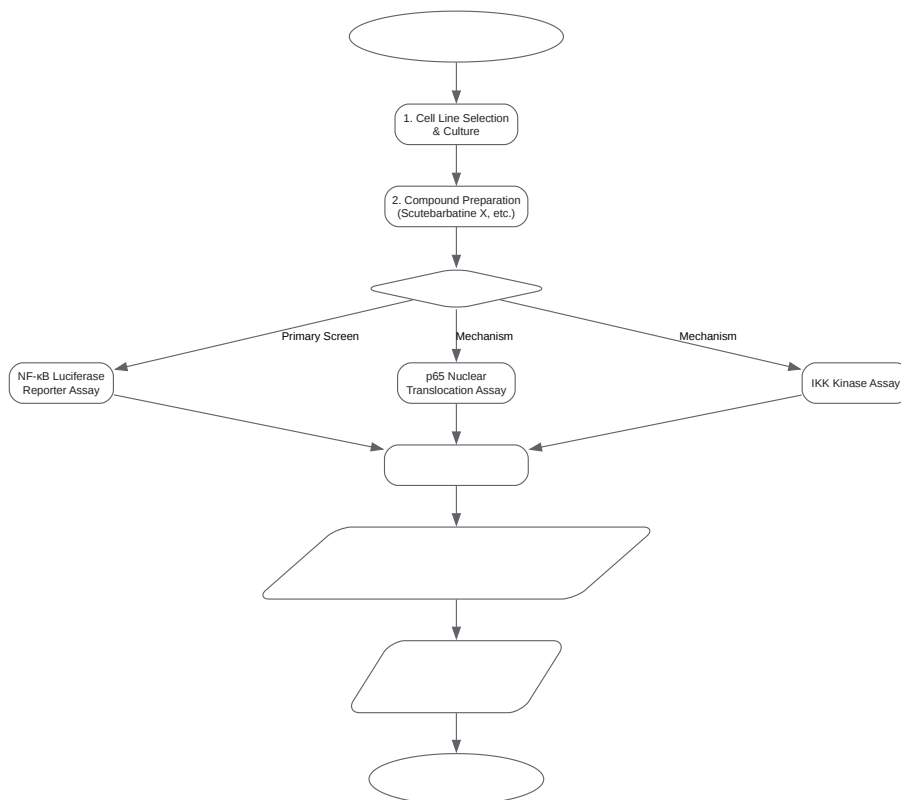 1. Cell Line Selection
& Culture
2. Compound Preparation
(Scutebarbatine X, etc.)
Primary Screen
Mechanism
Mechanism
NF-κB Luciferase
Reporter Assay
p65 Nuclear
Translocation Assay
IKK Kinase Assay